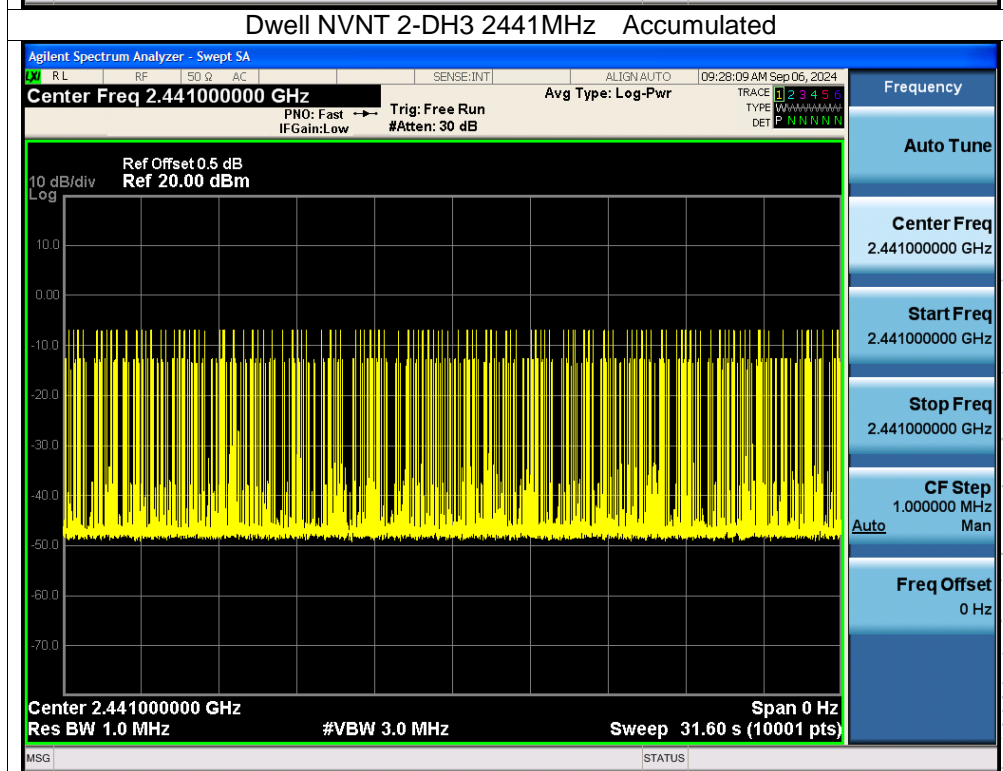 Dwell NVNT 2-DH3 2441MHz Accumulated
Agilent Spectrum Analyzer - Swept SA
LXI RL RF 50 Ω AC SENSE:INT ALIGN AUTO 09:28:09 AM Sep 06, 2024
Center Freq 2.441000000 GHz
PNO: Fast
IFGain:Low
Trig: Free Run
#Atten: 30 dB
Avg Type: Log-Pwr
TRACE 1 2 3 4 5 6
TYPE WWWWWW
DET P N N N N N
Frequency
Auto Tune
Center Freq
2.441000000 GHz
Start Freq
2.441000000 GHz
Stop Freq
2.441000000 GHz
CF Step
1.000000 MHz
Auto Man
Freq Offset
0 Hz
Ref Offset 0.5 dB
10 dB/div Ref 20.00 dBm
Log
10.0
0.00
-10.0
-20.0
-30.0
-40.0
-50.0
-60.0
-70.0
Center 2.441000000 GHz Span 0 Hz
Res BW 1.0 MHz #VBW 3.0 MHz Sweep 31.60 s (10001 pts)
MSG STATUS